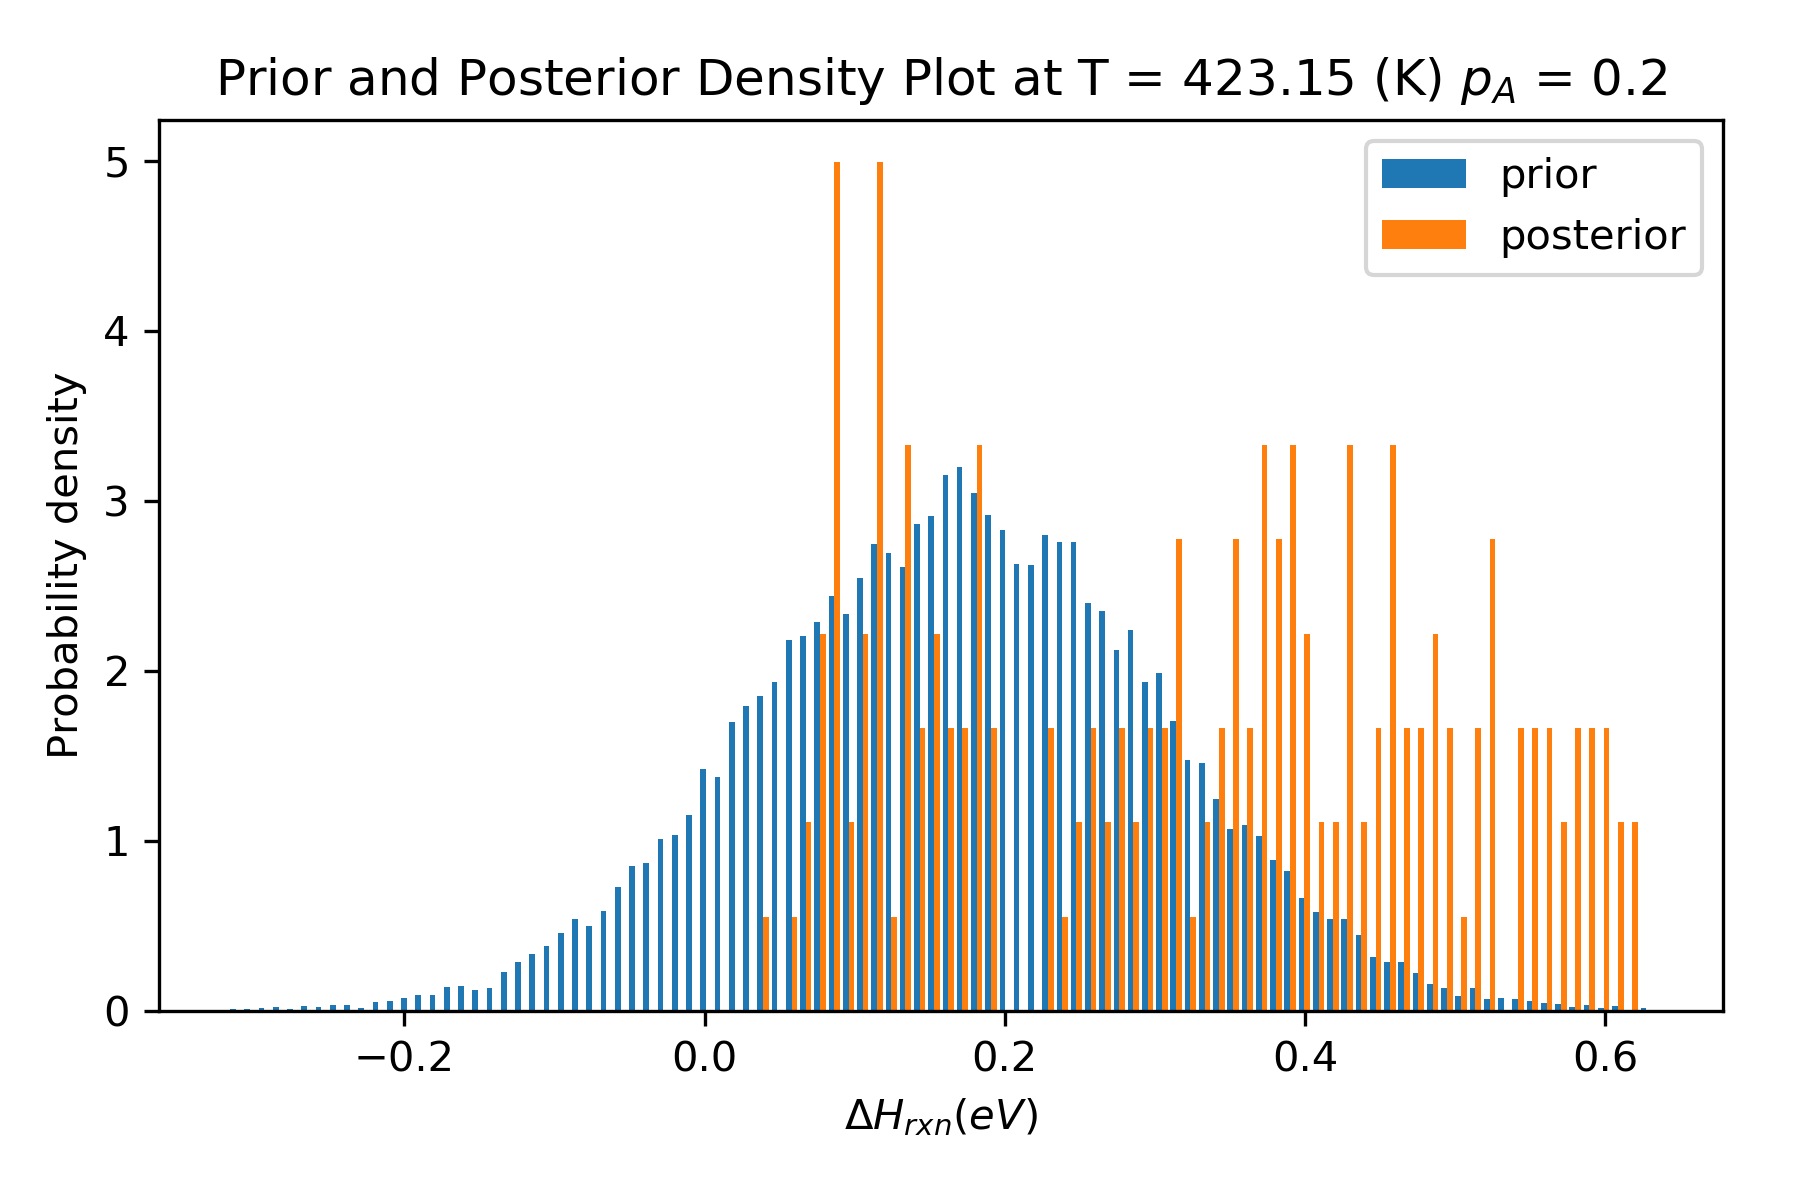 Prior and Posterior Density Plot at T = 423.15 (K) p_A = 0.2
prior
posterior
Probability density
5
4
3
2
1
0
−0.2 0.0 0.2 0.4 0.6
ΔH_rxn(eV)